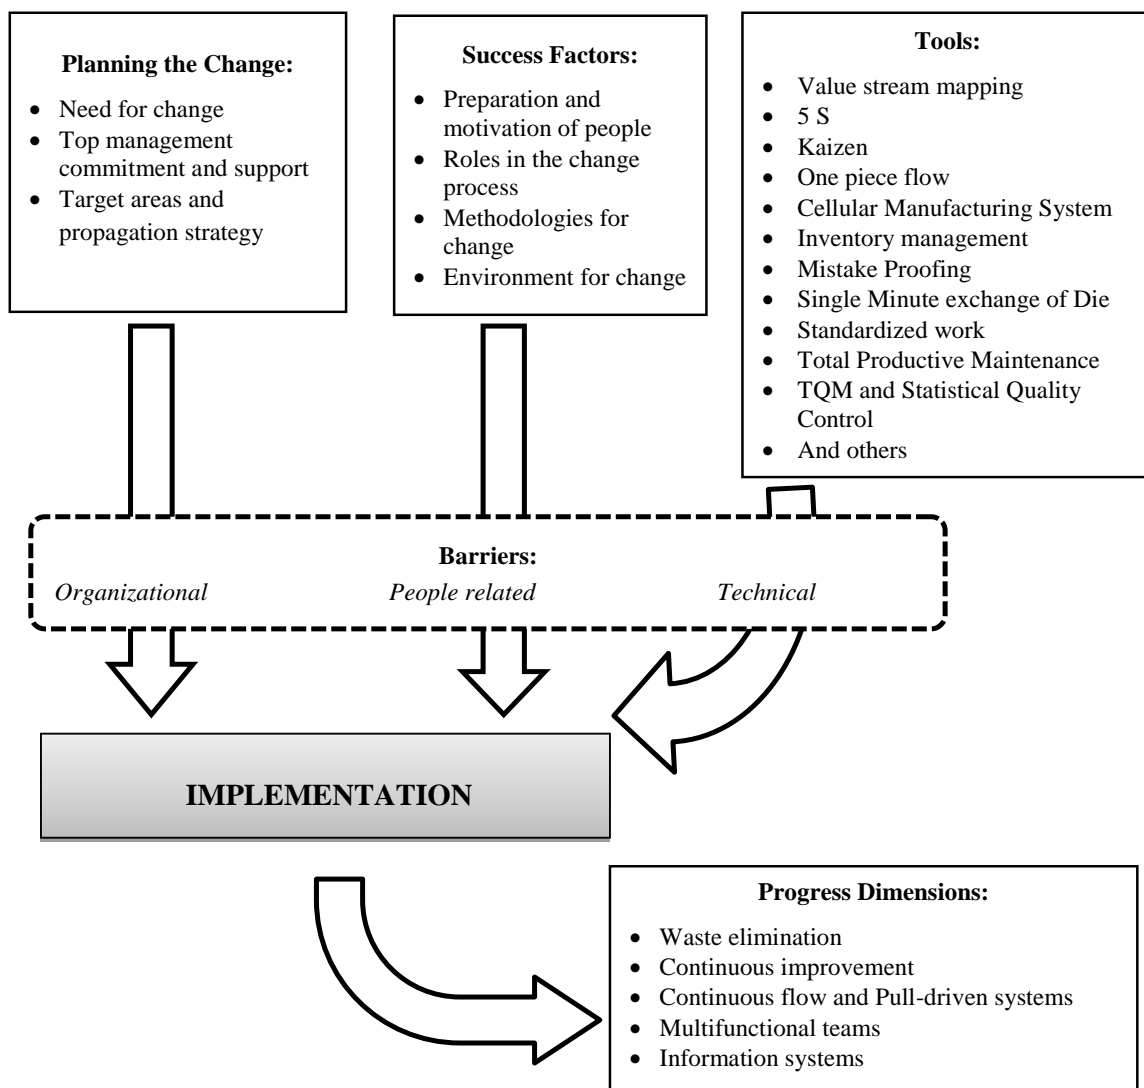 Planning the Change:
• Need for change
• Top management
commitment and support
• Target areas and
propagation strategy
Success Factors:
• Preparation and
motivation of people
• Roles in the change
process
• Methodologies for
change
• Environment for change
Tools:
• Value stream mapping
• 5 S
• Kaizen
• One piece flow
• Cellular Manufacturing System
• Inventory management
• Mistake Proofing
• Single Minute exchange of Die
• Standardized work
• Total Productive Maintenance
• TQM and Statistical Quality
Control
• And others
Barriers:
Organizational People related Technical
IMPLEMENTATION
Progress Dimensions:
• Waste elimination
• Continuous improvement
• Continuous flow and Pull-driven systems
• Multifunctional teams
• Information systems